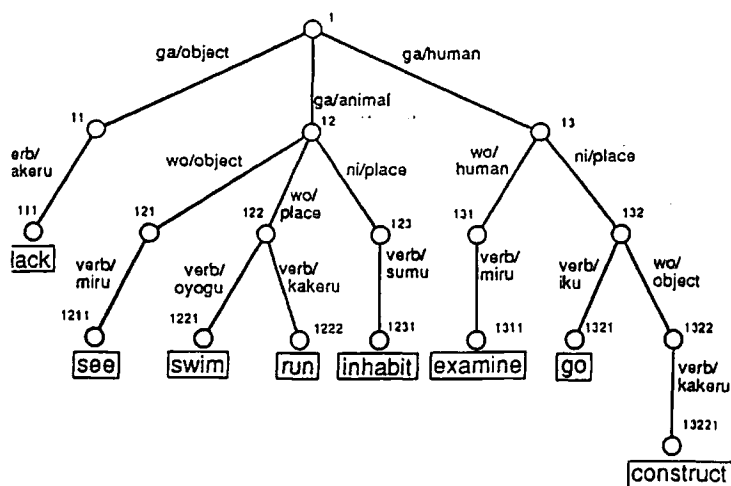 1
ga/object
ga/human
ga/animal
11
12
13
erb/
akeru
wo/object
wo/
place
ni/place
wo/
human
ni/place
111
121
122
123
131
132
lack
verb/
miru
verb/
oyogu
verb/
kakeru
verb/
sumu
verb/
miru
verb/
iku
wo/
object
1211
1221
1222
1231
1311
1321
1322
see
swim
run
inhabit
examine
go
verb/
kakeru
13221
construct